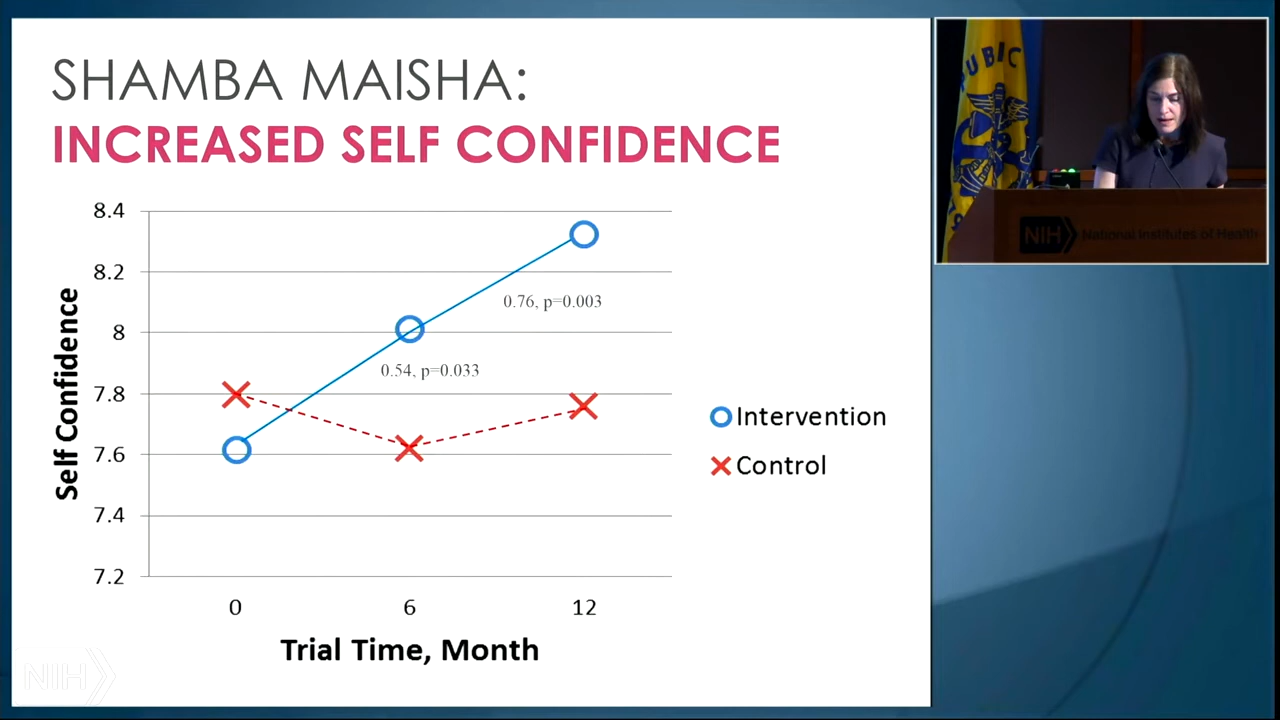 SHAMBA MAISHA:
INCREASED SELF CONFIDENCE
8.4
8.2
8
7.8
7.6
7.4
7.2
Self Confidence
0.76, p=0.003
0.54, p=0.033
0
6
12
Trial Time, Month
Intervention
Control
PUBLIC
NIH National Institutes of Health
NIH